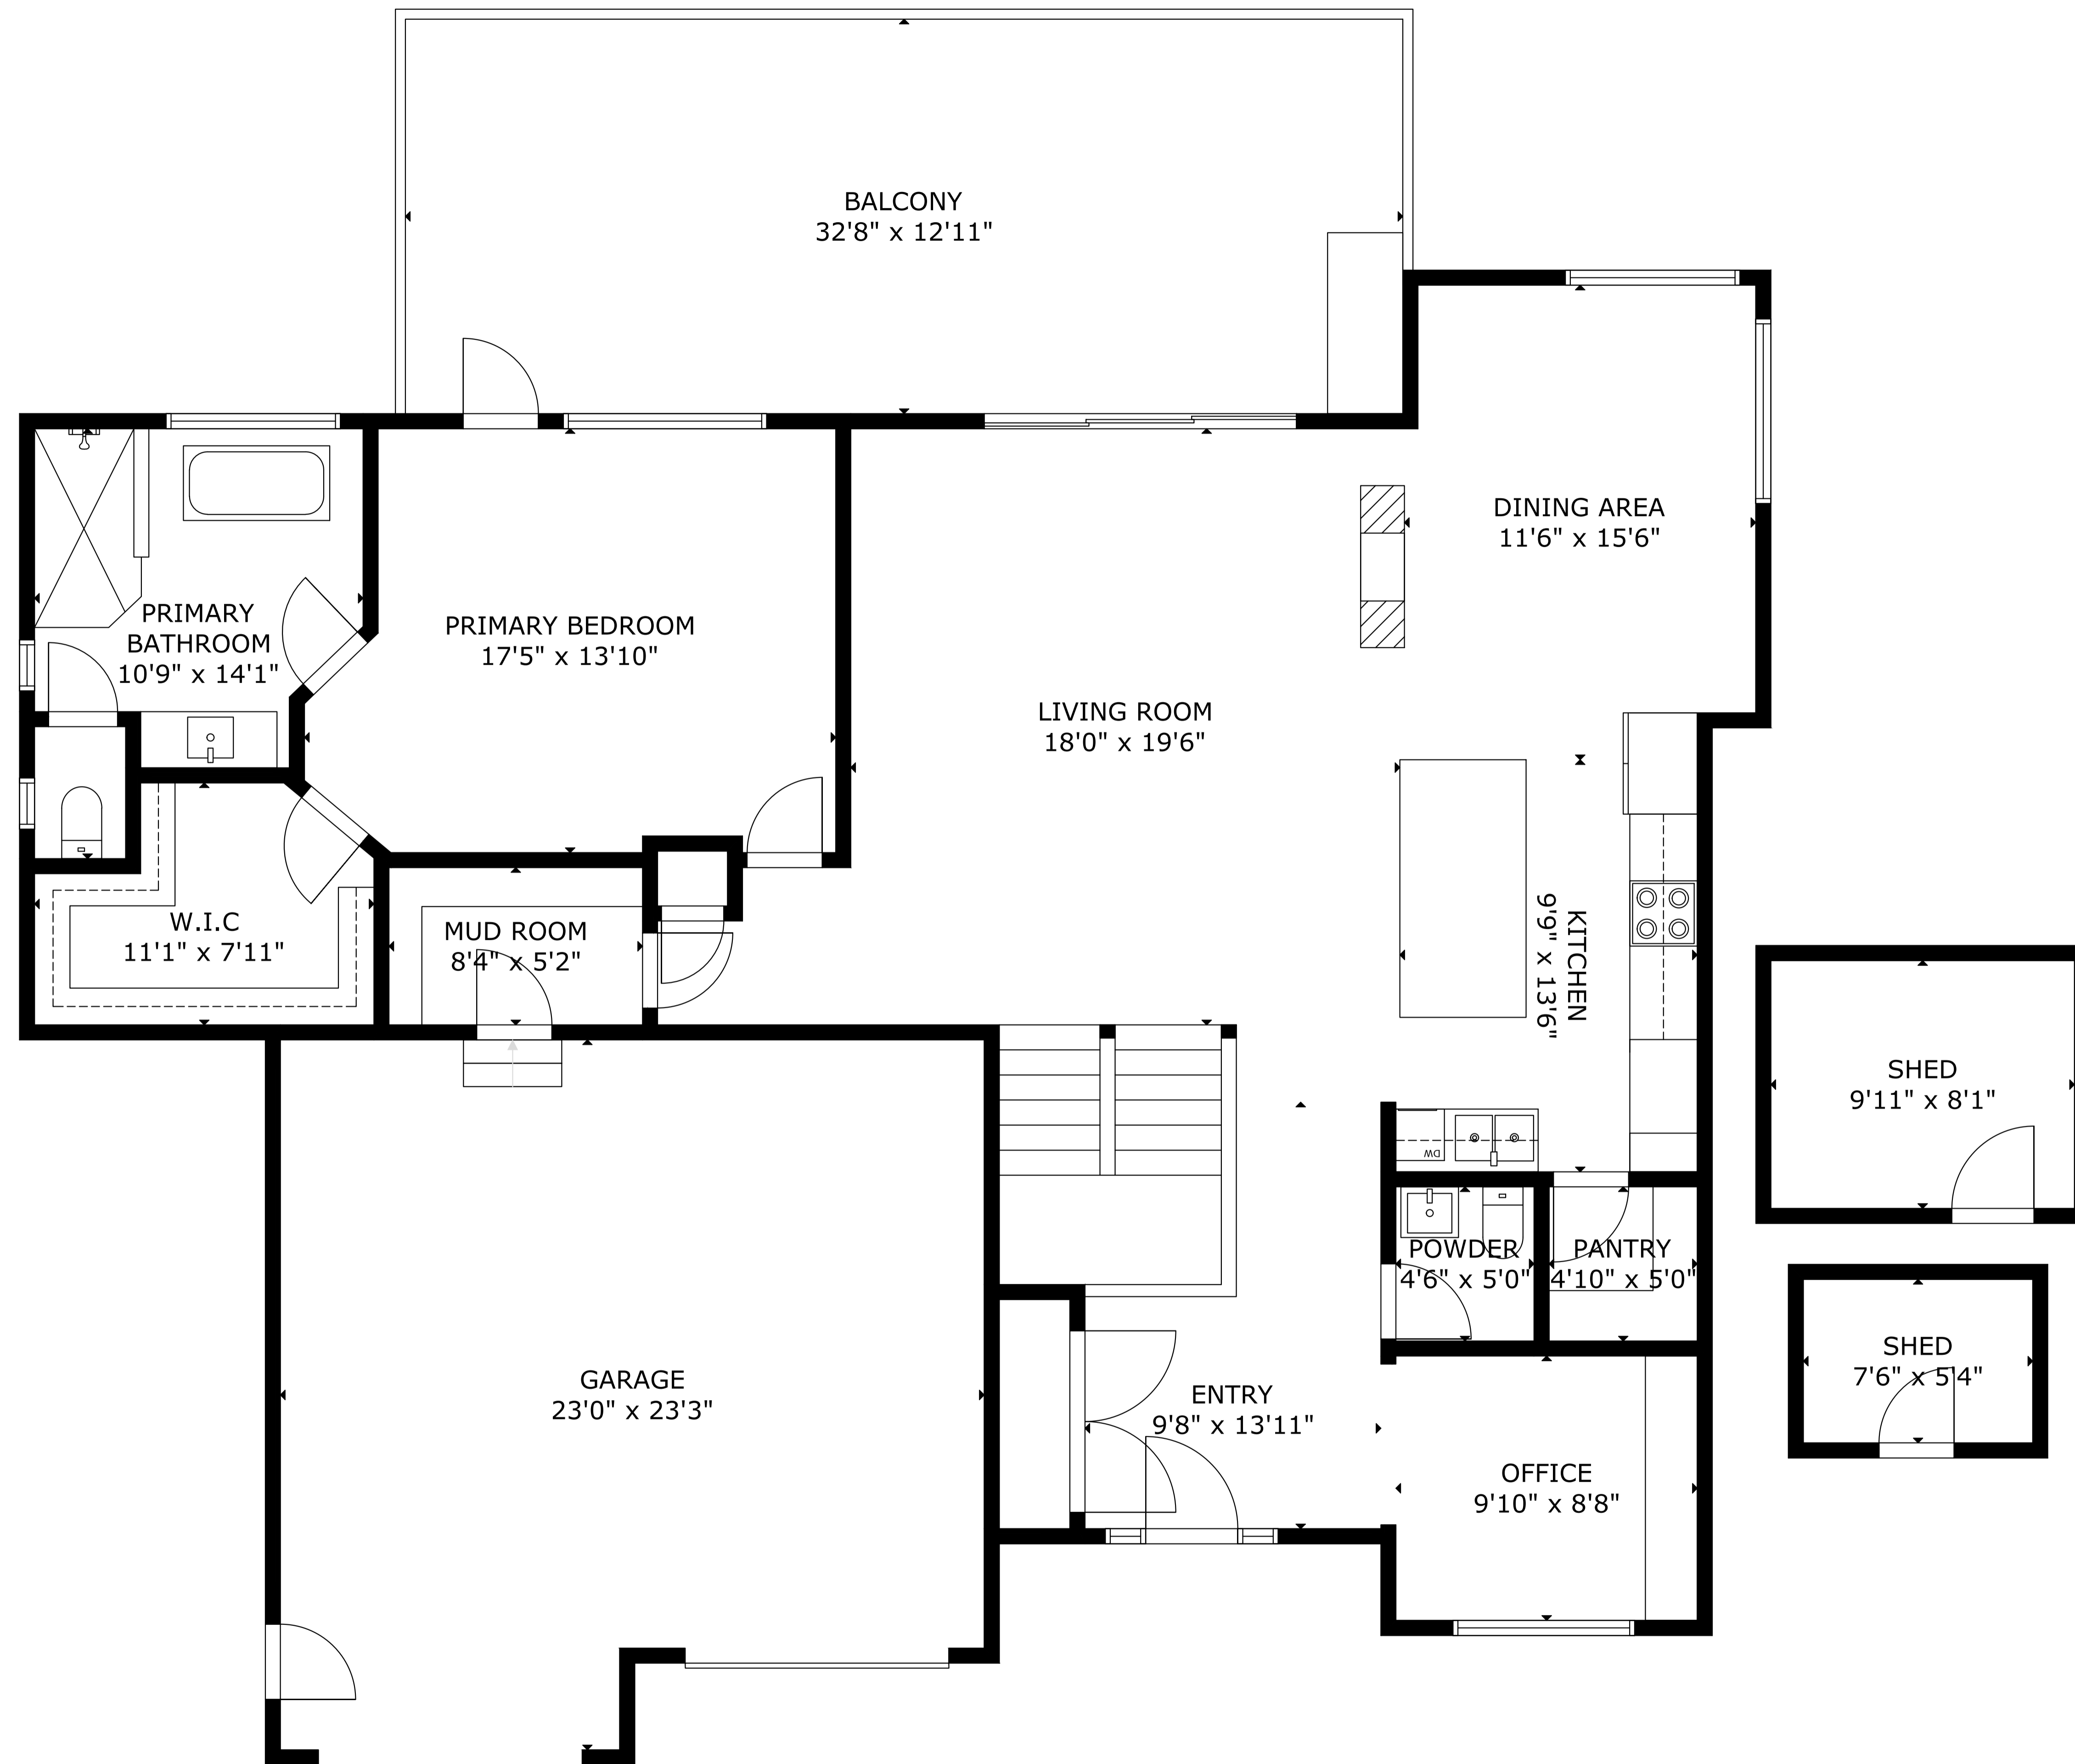 BALCONY
32'8" x 12'11"
DINING AREA
11'6" x 15'6"
PRIMARY
BATHROOM
10'9" x 14'1"
PRIMARY BEDROOM
17'5" x 13'10"
LIVING ROOM
18'0" x 19'6"
W.I.C
11'1" x 7'11"
MUD ROOM
8'4" x 5'2"
KITCHEN
9'9" x 13'6"
SHED
9'11" x 8'1"
DW
POWDER
4'6" x 5'0"
PANTRY
4'10" x 5'0"
SHED
7'6" x 5'4"
GARAGE
23'0" x 23'3"
ENTRY
9'8" x 13'11"
OFFICE
9'10" x 8'8"